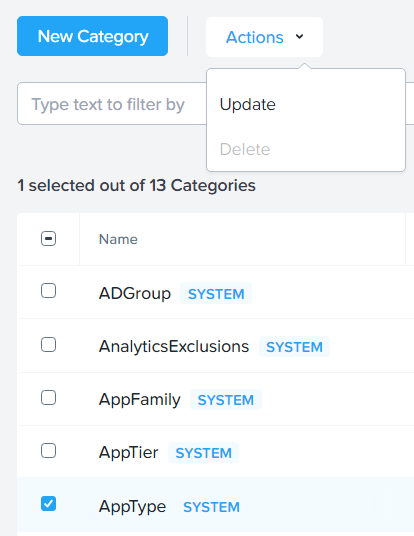 New Category
Actions
Update
Type text to filter by
Delete
1 selected out of 13 Categories
Name
ADGroup SYSTEM
AnalyticsExclusions SYSTEM
AppFamily SYSTEM
AppTier SYSTEM
AppType SYSTEM